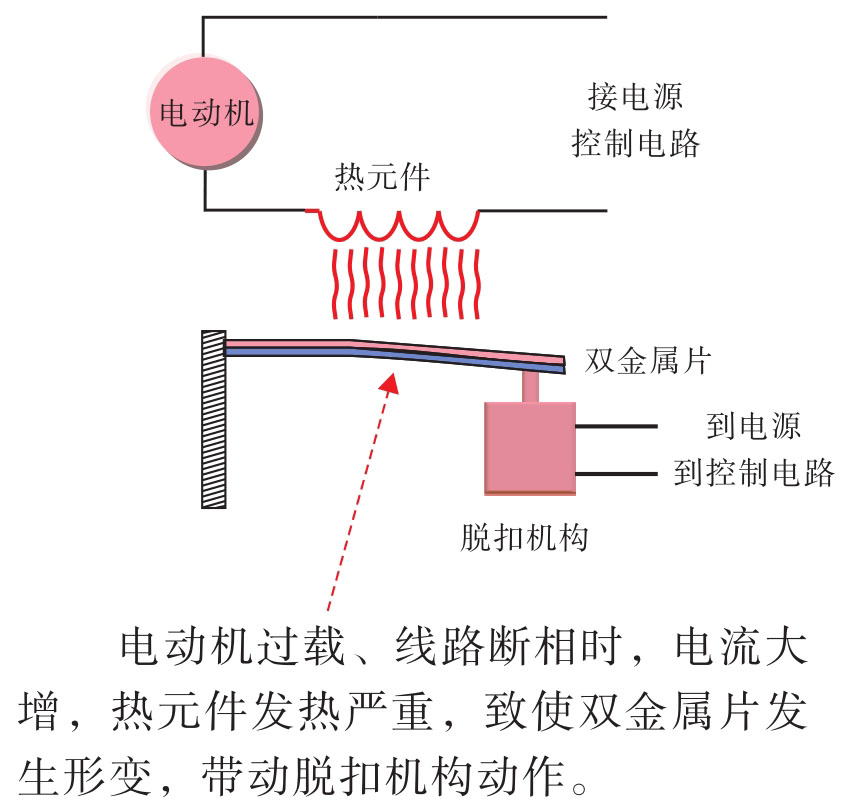 电动机
接电源
控制电路
热元件
双金属片
到电源
到控制电路
脱扣机构
电动机过载、线路断相时，电流大
增，热元件发热严重，致使双金属片发
生形变，带动脱扣机构动作。